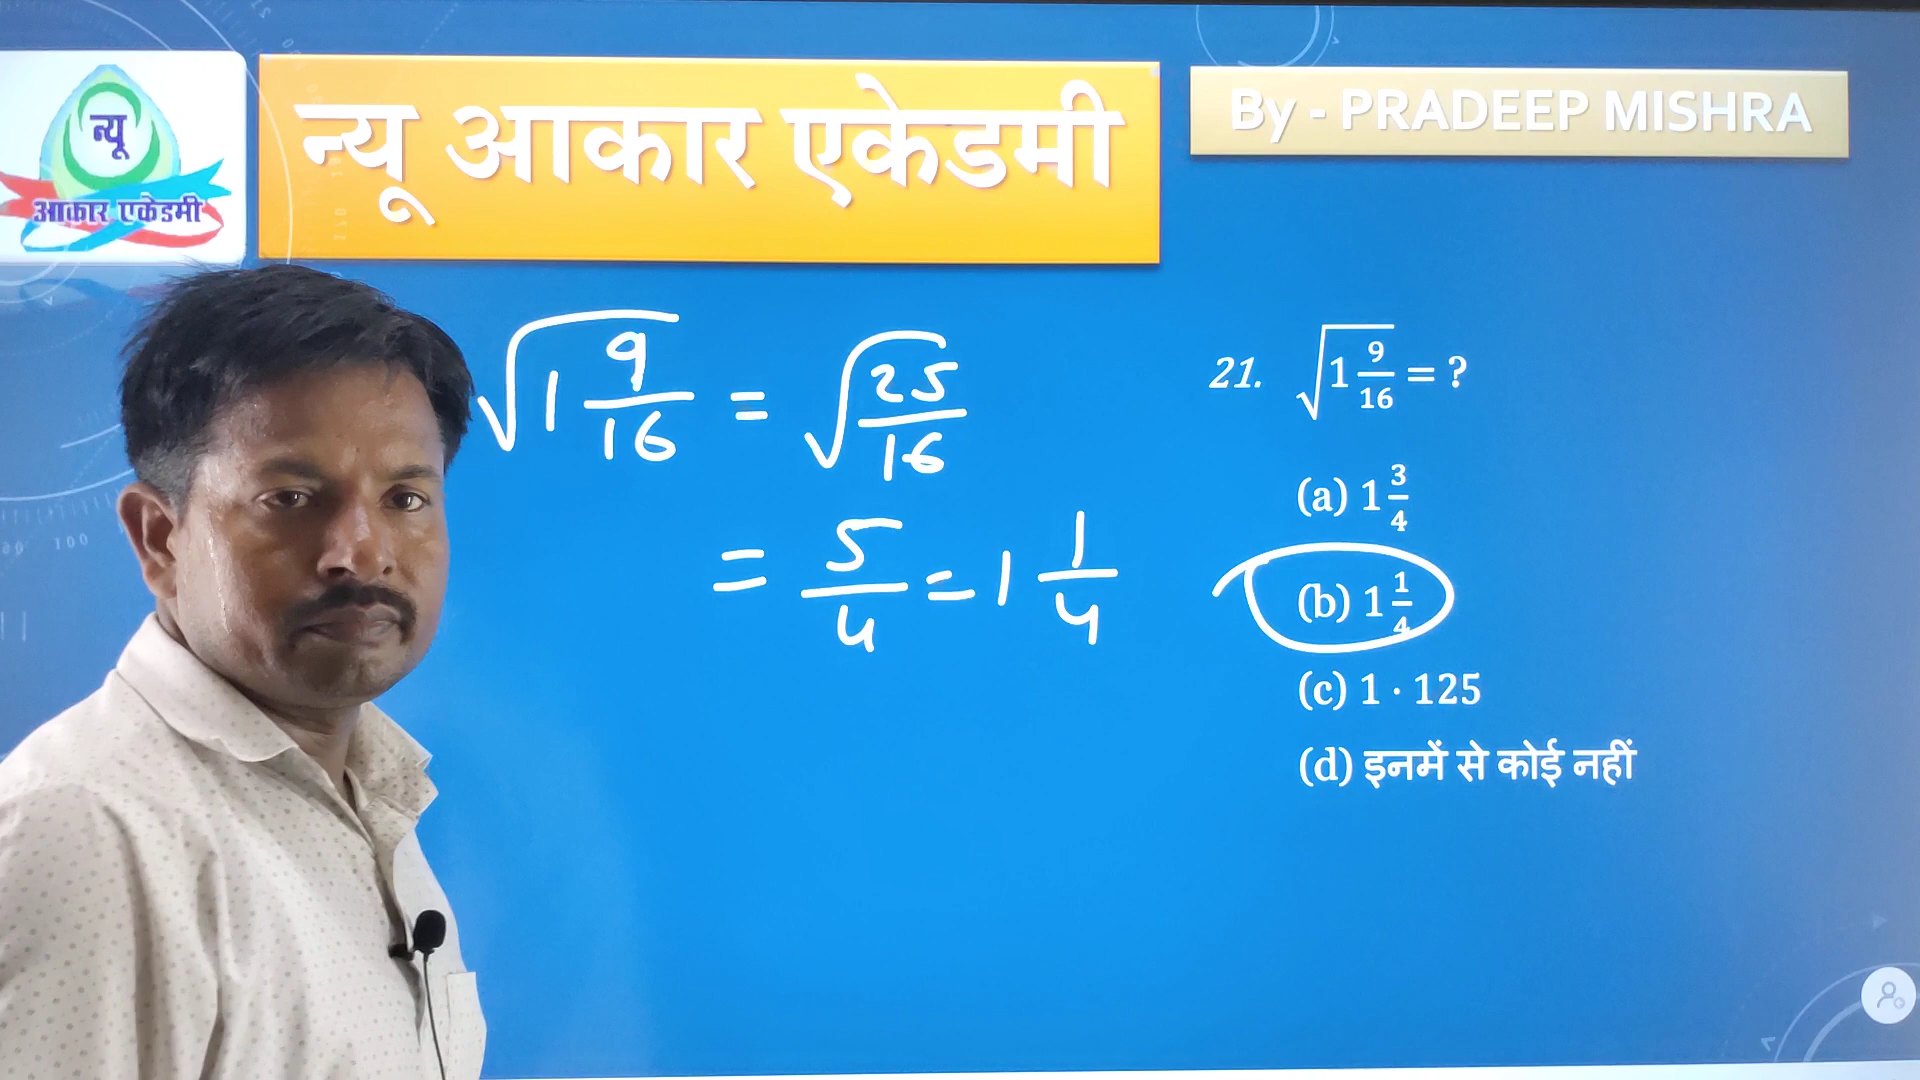 न्यू
आकार एकेडमी
न्यू आकार एकेडमी
By - PRADEEP MISHRA
√1 9/16 = √25/16
= 5/4 = 1 1/4
21. √1 9/16 = ?
(a) 1 3/4
(b) 1 1/4
(c) 1 · 125
(d) इनमें से कोई नहीं